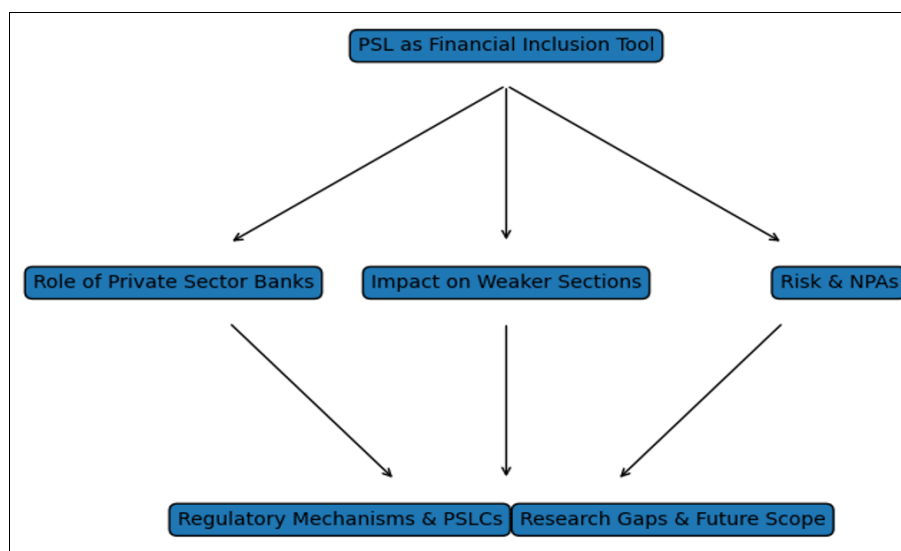 PSL as Financial Inclusion Tool
Role of Private Sector Banks
Impact on Weaker Sections
Risk & NPAs
Regulatory Mechanisms & PSLCs
Research Gaps & Future Scope